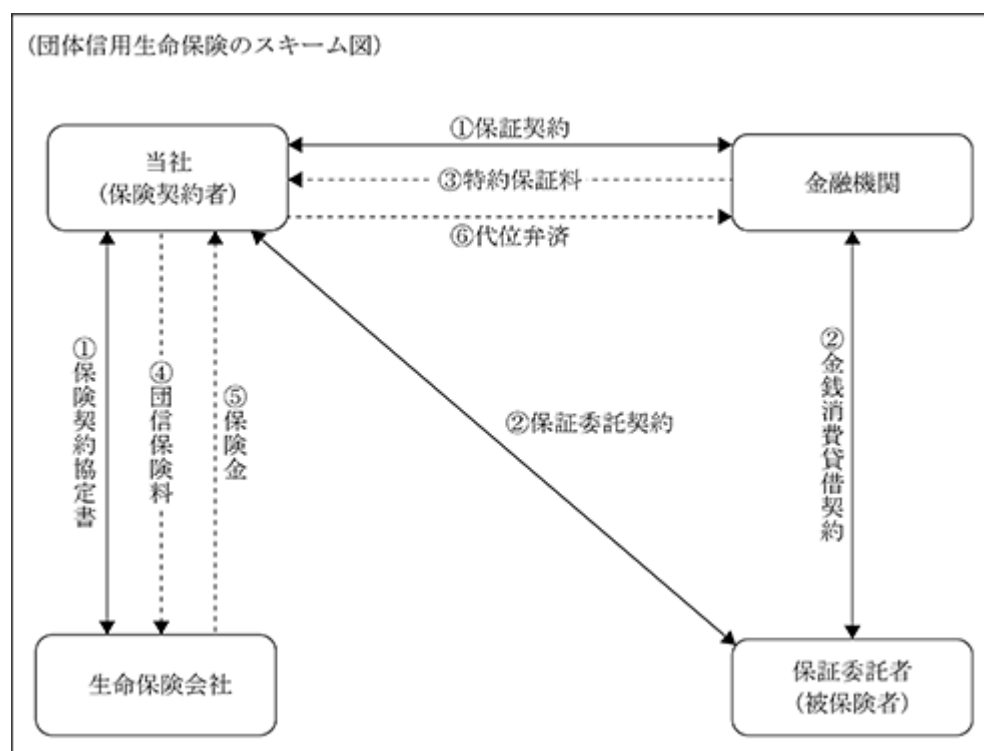 (団体信用生命保険のスキーム図)
①保証契約
当社
(保険契約者)
③特約保証料
金融機関
⑥代位弁済
①保険契約協定書
④団信保険料
⑤保険金
②保証委託契約
②金銭消費貸借契約
生命保険会社
保証委託者
(被保険者)